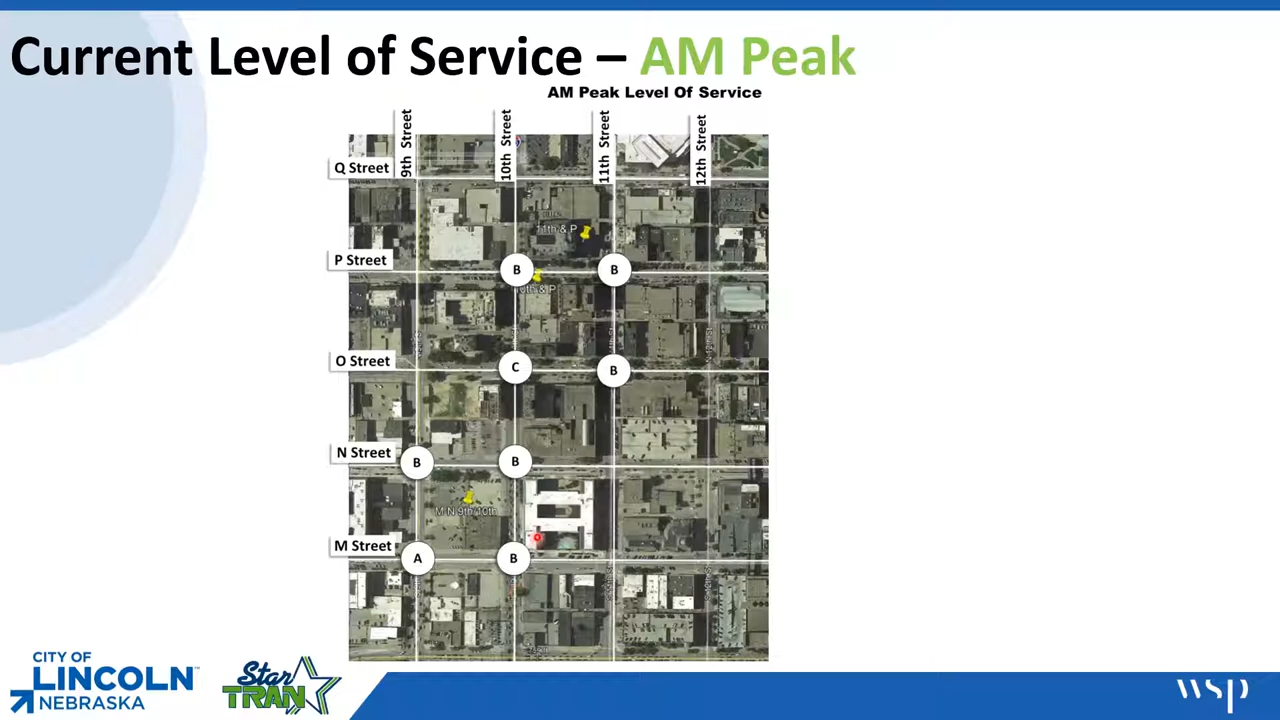 Current Level of Service – AM Peak
AM Peak Level Of Service
9th Street
10th Street
11th Street
12th Street
Q Street
11th & P
P Street
B
B
0th & P
O Street
C
B
N Street
B
B
M N 9th 10th
M Street
A
B
CITY OF
LINCOLN
NEBRASKA
Star
TRAN
wsp